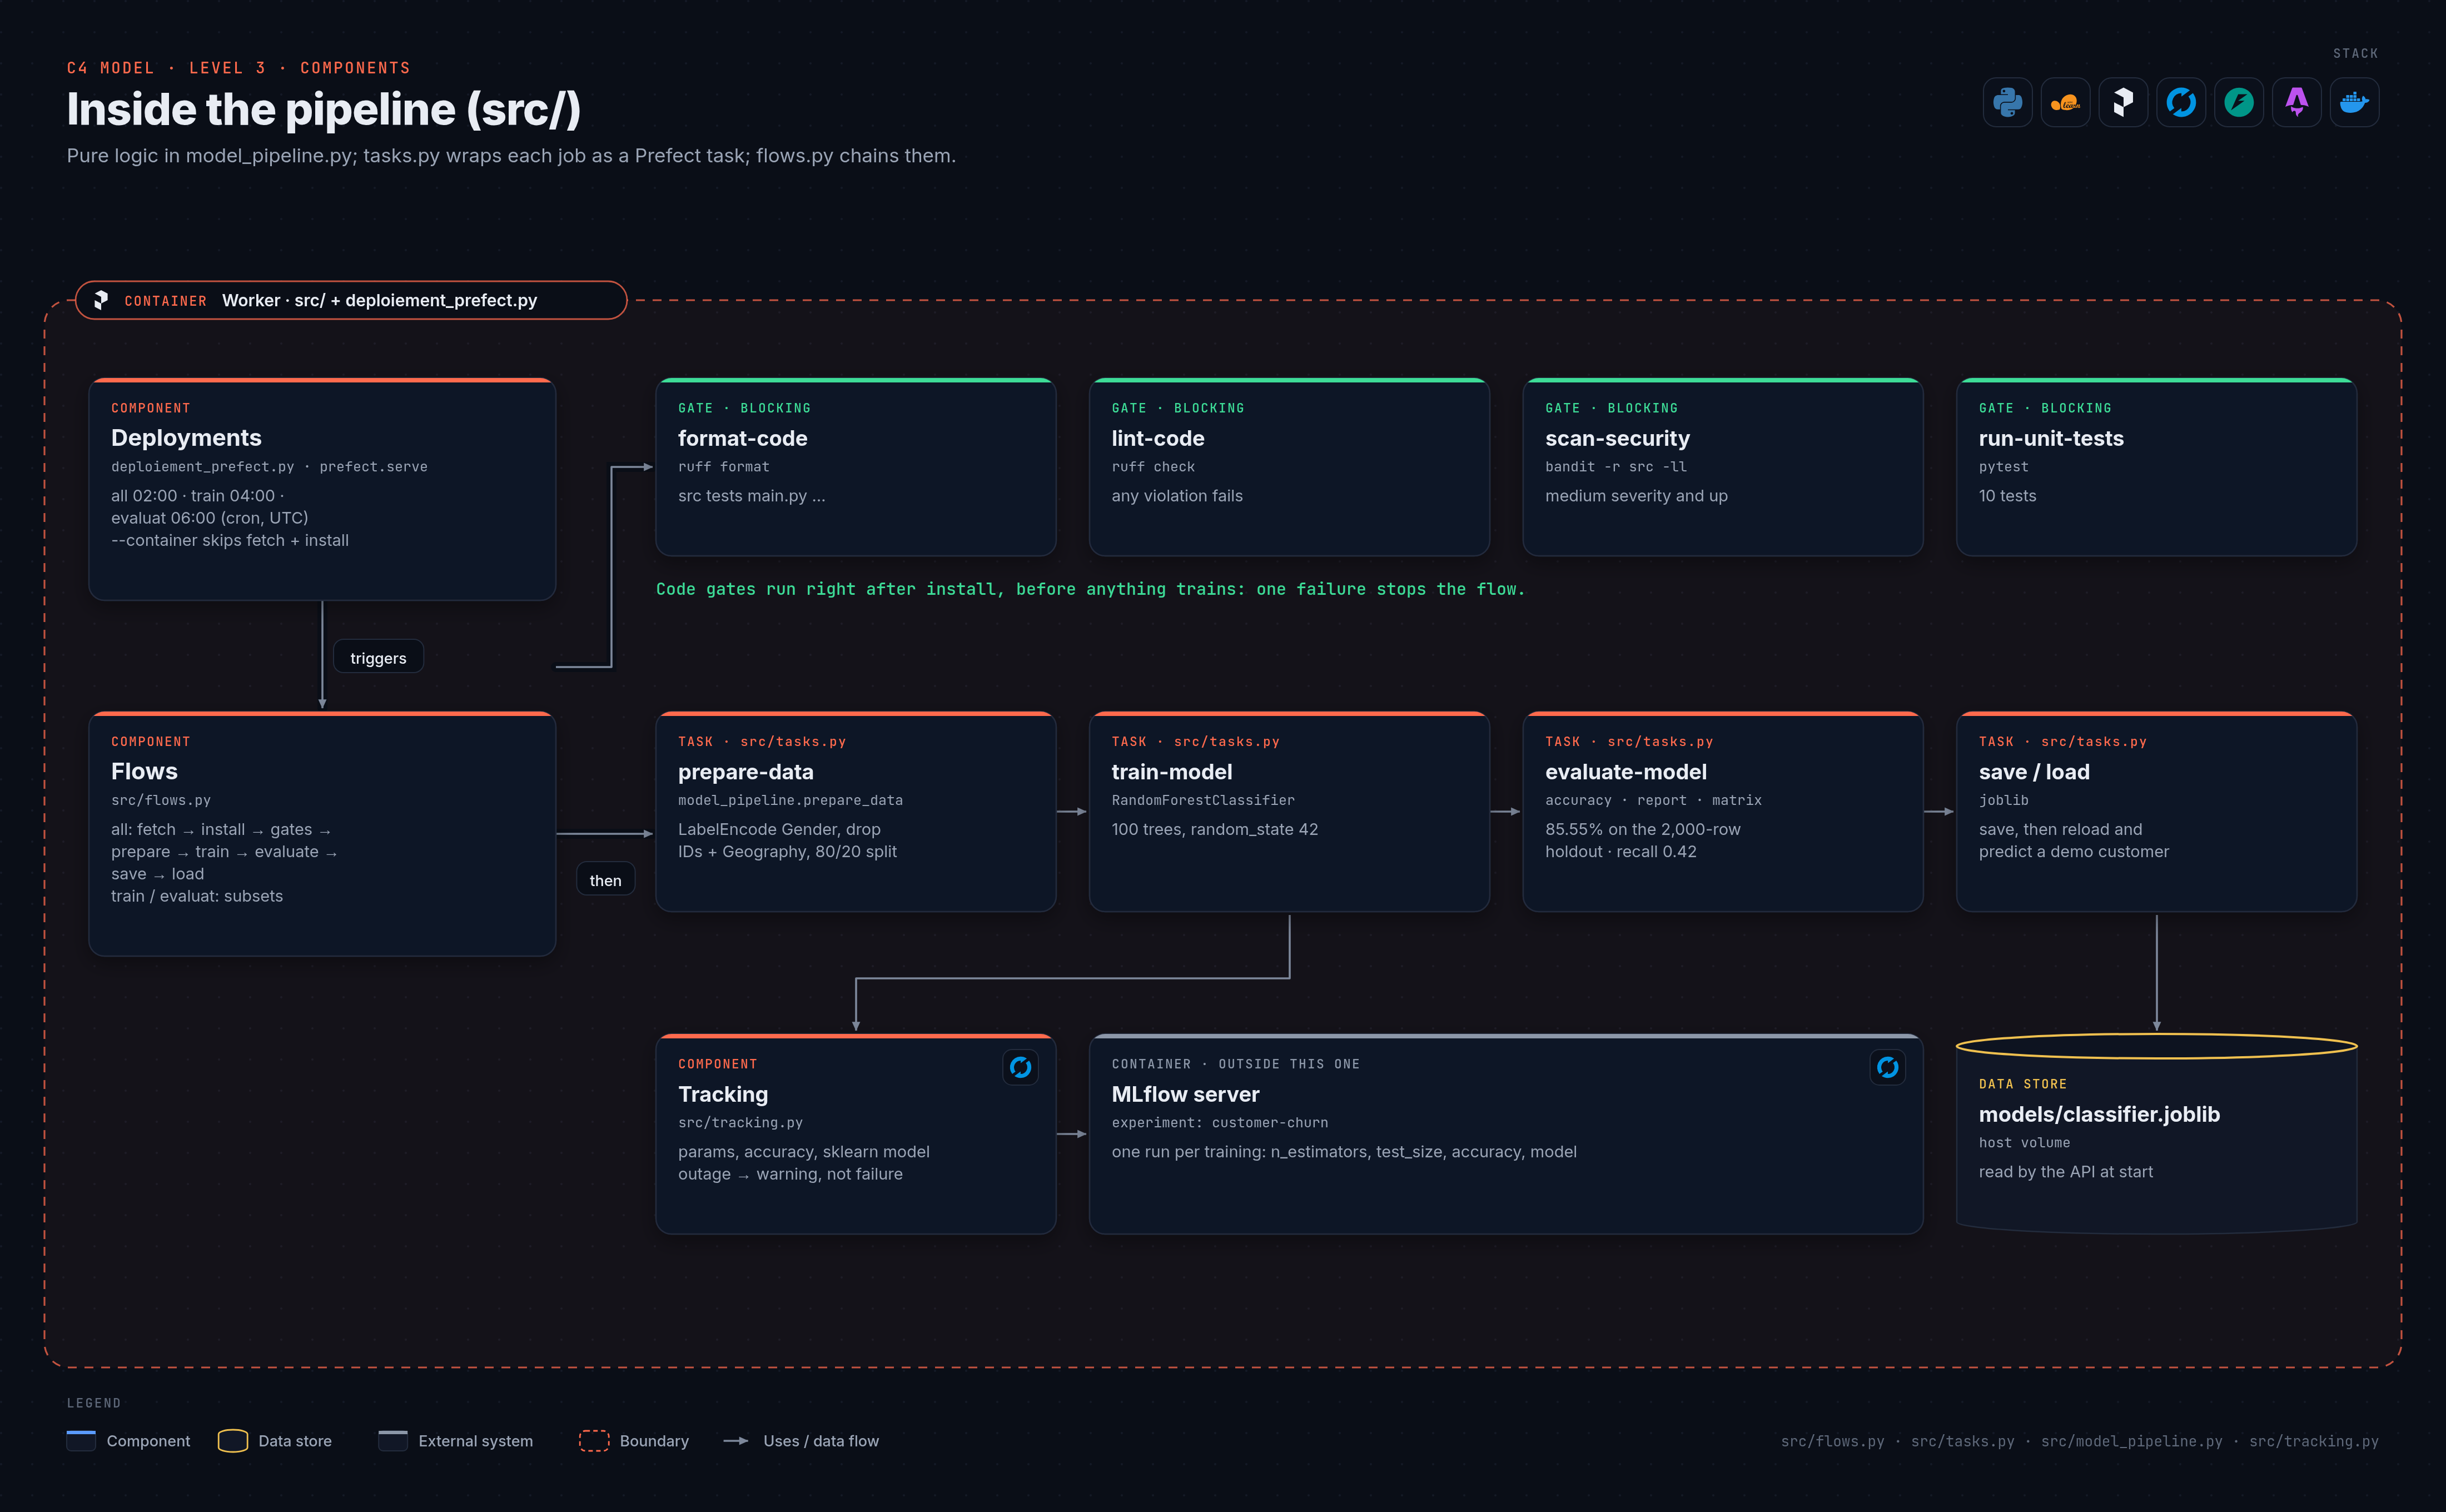 C4 MODEL · LEVEL 3 · COMPONENTS
Inside the pipeline (src/)
Pure logic in model_pipeline.py; tasks.py wraps each job as a Prefect task; flows.py chains them.
STACK
CONTAINER Worker · src/ + deploiement_prefect.py
COMPONENT
Deployments
deploiement_prefect.py · prefect.serve
all 02:00 · train 04:00 ·
evaluat 06:00 (cron, UTC)
--container skips fetch + install
GATE · BLOCKING
format-code
ruff format
src tests main.py ...
GATE · BLOCKING
lint-code
ruff check
any violation fails
GATE · BLOCKING
scan-security
bandit -r src -ll
medium severity and up
GATE · BLOCKING
run-unit-tests
pytest
10 tests
Code gates run right after install, before anything trains: one failure stops the flow.
triggers
COMPONENT
Flows
src/flows.py
all: fetch → install → gates →
prepare → train → evaluate →
save → load
train / evaluat: subsets
then
TASK · src/tasks.py
prepare-data
model_pipeline.prepare_data
LabelEncode Gender, drop
IDs + Geography, 80/20 split
TASK · src/tasks.py
train-model
RandomForestClassifier
100 trees, random_state 42
TASK · src/tasks.py
evaluate-model
accuracy · report · matrix
85.55% on the 2,000-row
holdout · recall 0.42
TASK · src/tasks.py
save / load
joblib
save, then reload and
predict a demo customer
COMPONENT
Tracking
src/tracking.py
params, accuracy, sklearn model
outage → warning, not failure
CONTAINER · OUTSIDE THIS ONE
MLflow server
experiment: customer-churn
one run per training: n_estimators, test_size, accuracy, model
DATA STORE
models/classifier.joblib
host volume
read by the API at start
LEGEND
Component
Data store
External system
Boundary
Uses / data flow
src/flows.py · src/tasks.py · src/model_pipeline.py · src/tracking.py